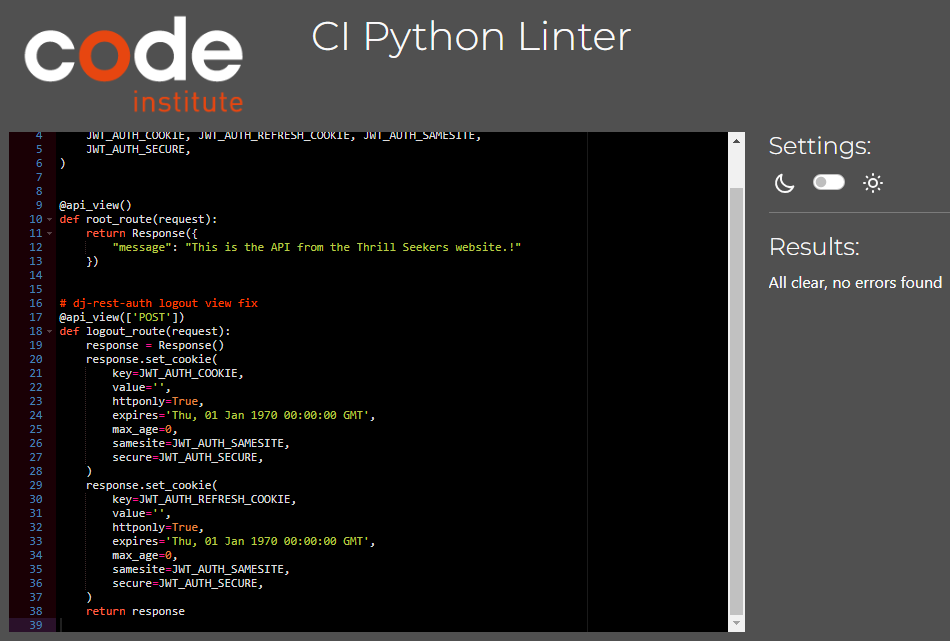 code
institute
CI Python Linter
4 JWT_AUTH_COOKIE, JWT_AUTH_REFRESH_COOKIE, JWT_AUTH_SAMESITE,
5 JWT_AUTH_SECURE,
6 )
7
8
9 @api_view()
10 def root_route(request):
11 return Response({
12 "message": "This is the API from the Thrill Seekers website.!"
13 })
14
15
16 # dj-rest-auth logout view fix
17 @api_view(['POST'])
18 def logout_route(request):
19 response = Response()
20 response.set_cookie(
21 key=JWT_AUTH_COOKIE,
22 value='',
23 httponly=True,
24 expires='Thu, 01 Jan 1970 00:00:00 GMT',
25 max_age=0,
26 samesite=JWT_AUTH_SAMESITE,
27 secure=JWT_AUTH_SECURE,
28 )
29 response.set_cookie(
30 key=JWT_AUTH_REFRESH_COOKIE,
31 value='',
32 httponly=True,
33 expires='Thu, 01 Jan 1970 00:00:00 GMT',
34 max_age=0,
35 samesite=JWT_AUTH_SAMESITE,
36 secure=JWT_AUTH_SECURE,
37 )
38 return response
39
Settings:
Results:
All clear, no errors found